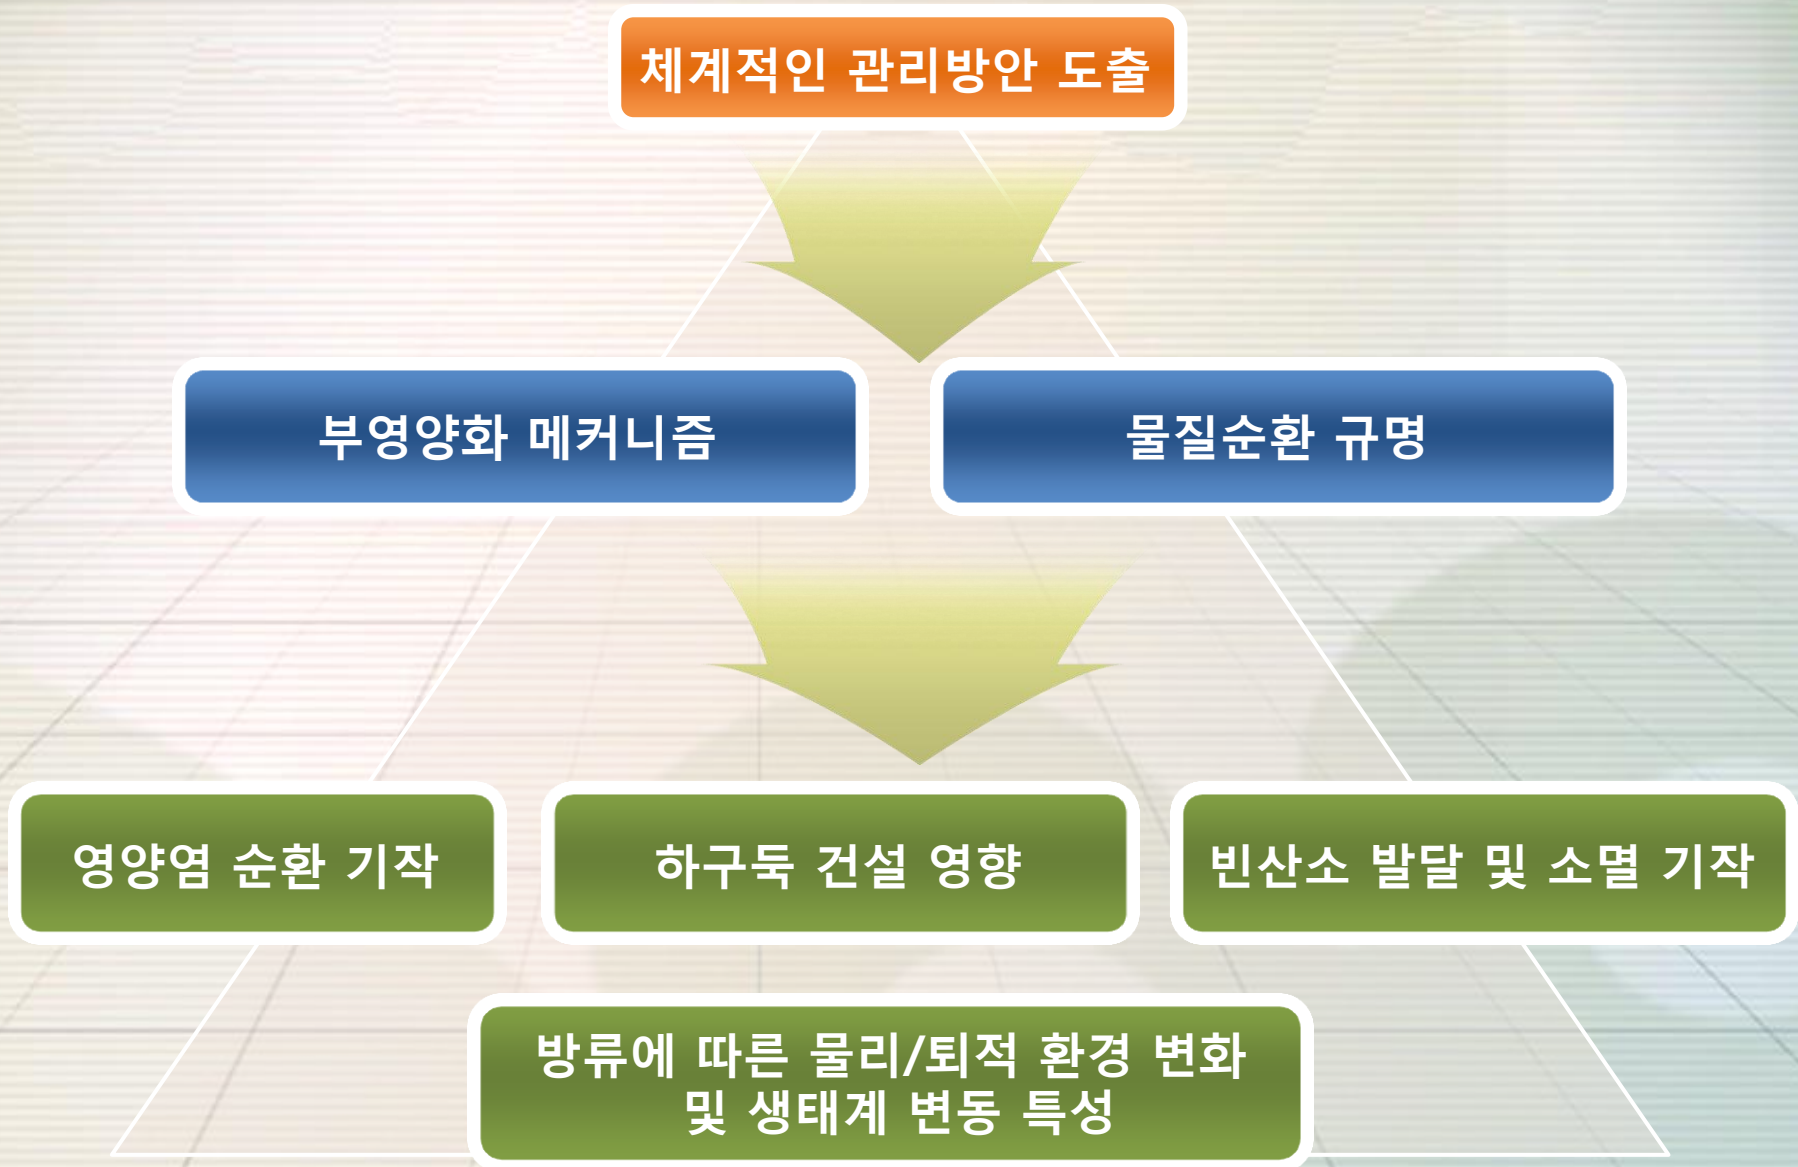 체계적인 관리방안 도출
부영양화 메커니즘
물질순환 규명
영양염 순환 기작
하구둑 건설 영향
빈산소 발달 및 소멸 기작
방류에 따른 물리/퇴적 환경 변화
및 생태계 변동 특성